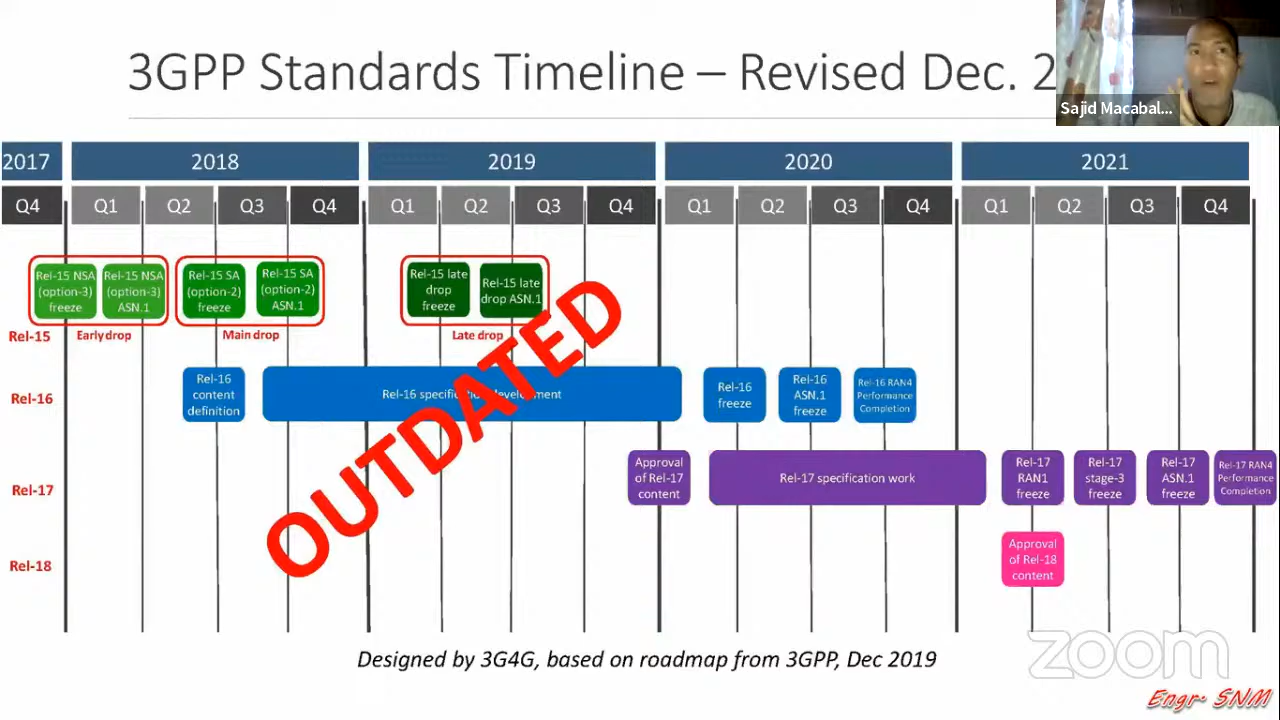 3GPP Standards Timeline – Revised Dec. 2
Sajid Macabal...
2017 2018 2019 2020 2021
Q4 Q1 Q2 Q3 Q4 Q1 Q2 Q3 Q4 Q1 Q2 Q3 Q4 Q1 Q2 Q3 Q4
Rel-15 NSA
(option-3)
freeze
Rel-15 NSA
(option-3)
ASN.1
Rel-15 SA
(option-2)
freeze
Rel-15 SA
(option-2)
ASN.1
Rel-15 late
drop
freeze
Rel-15 late
drop ASN.1
Rel-15
Early drop
Main drop
Late drop
OUTDATED
Rel-16
Rel-16
content
definition
Rel-16 specification development
Rel-16
freeze
Rel-16
ASN.1
freeze
Rel-16 RAN4
Performance
Completion
Rel-17
Approval
of Rel-17
content
Rel-17 specification work
Rel-17
RAN1
freeze
Rel-17
stage-3
freeze
Rel-17
ASN.1
freeze
Rel-17 RAN4
Performance
Completion
Rel-18
Approval
of Rel-18
content
Designed by 3G4G, based on roadmap from 3GPP, Dec 2019
zoom
Engr. SNM